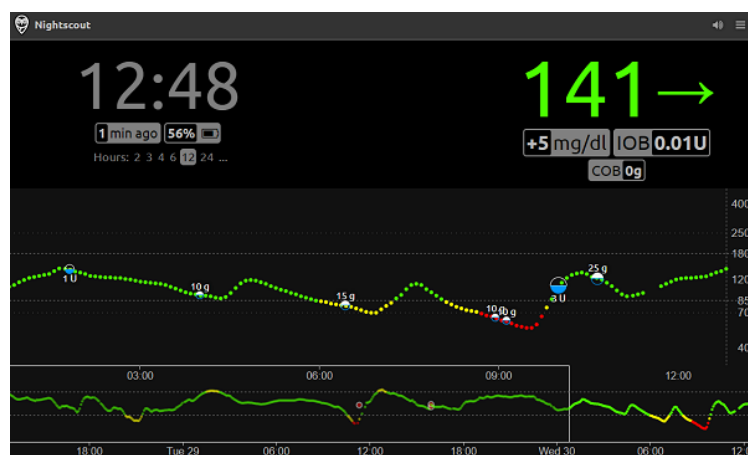 Nightscout
12:48
1 min ago 56%
Hours: 2 3 4 6 12 24 ...
141→
+5 mg/dl IOB 0.01U
COB 0g
400
250
180
120
85
70
40
1 U
10 g
15 g
10 g
3 U
25 g
03:00 06:00 09:00 12:00
18:00 Tue 29 06:00 12:00 18:00 Wed 30 06:00